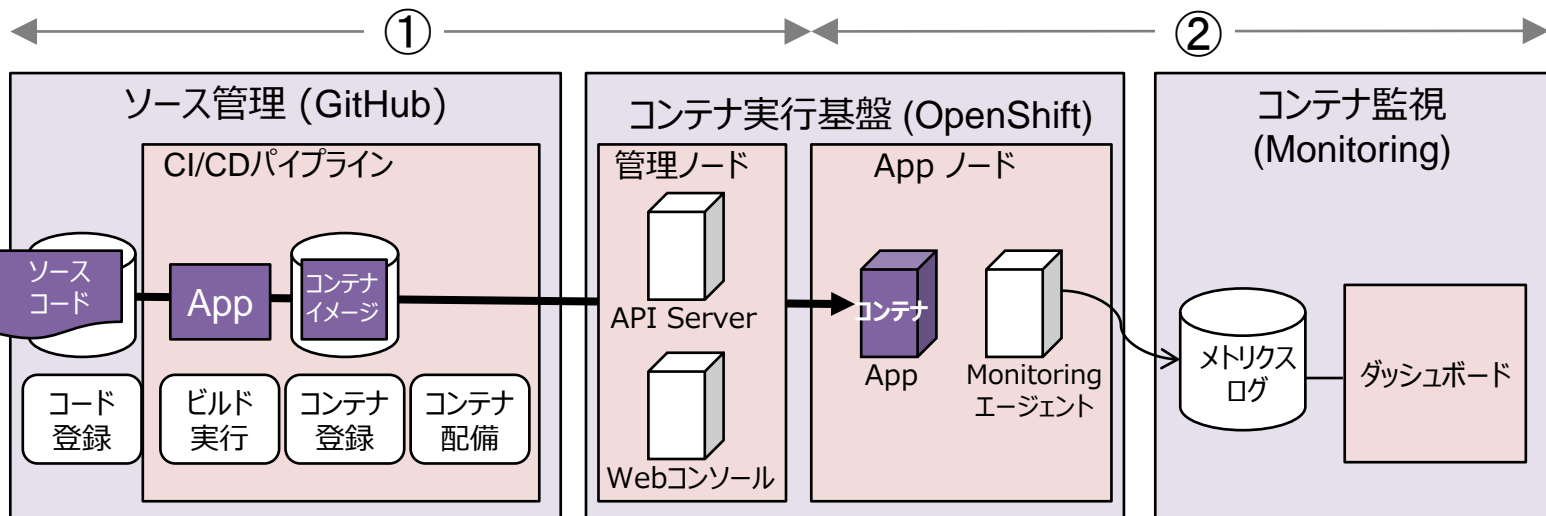 ①
②
ソース管理 (GitHub)
CI/CDパイプライン
ソース
コード
App
コンテナ
イメージ
コード
登録
ビルド
実行
コンテナ
登録
コンテナ
配備
コンテナ実行基盤 (OpenShift)
管理ノード
API Server
Webコンソール
App ノード
コンテナ
App
Monitoring
エージェント
コンテナ監視
(Monitoring)
メトリクス
ログ
ダッシュボード